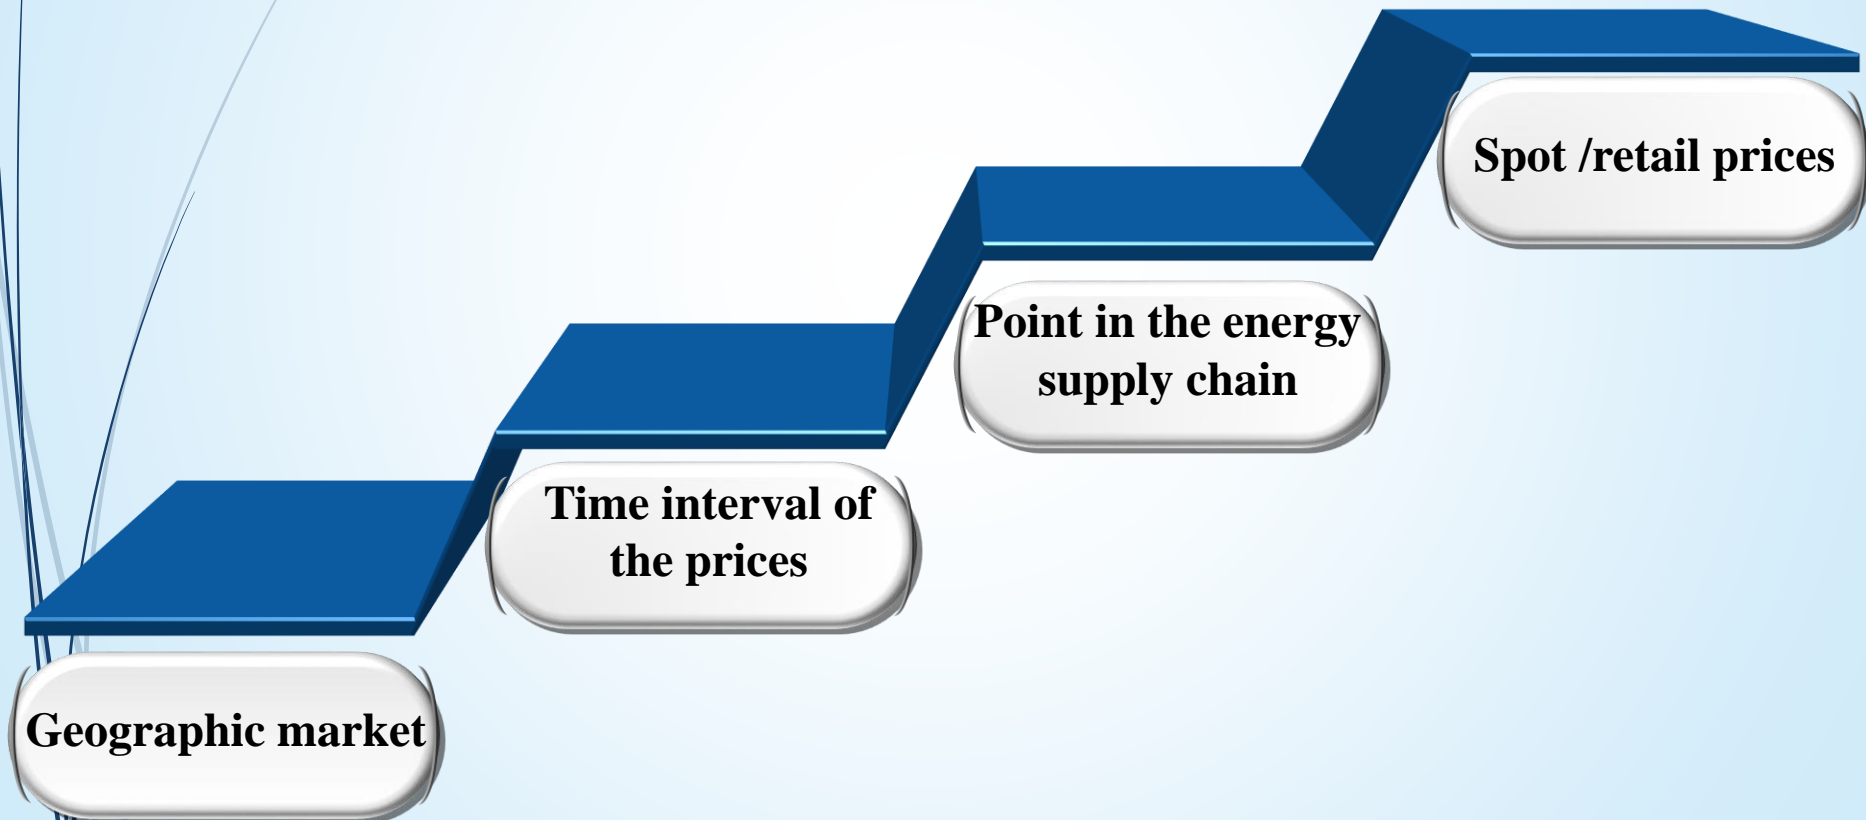 Spot /retail prices
Point in the energy
supply chain
Time interval of
the prices
Geographic market